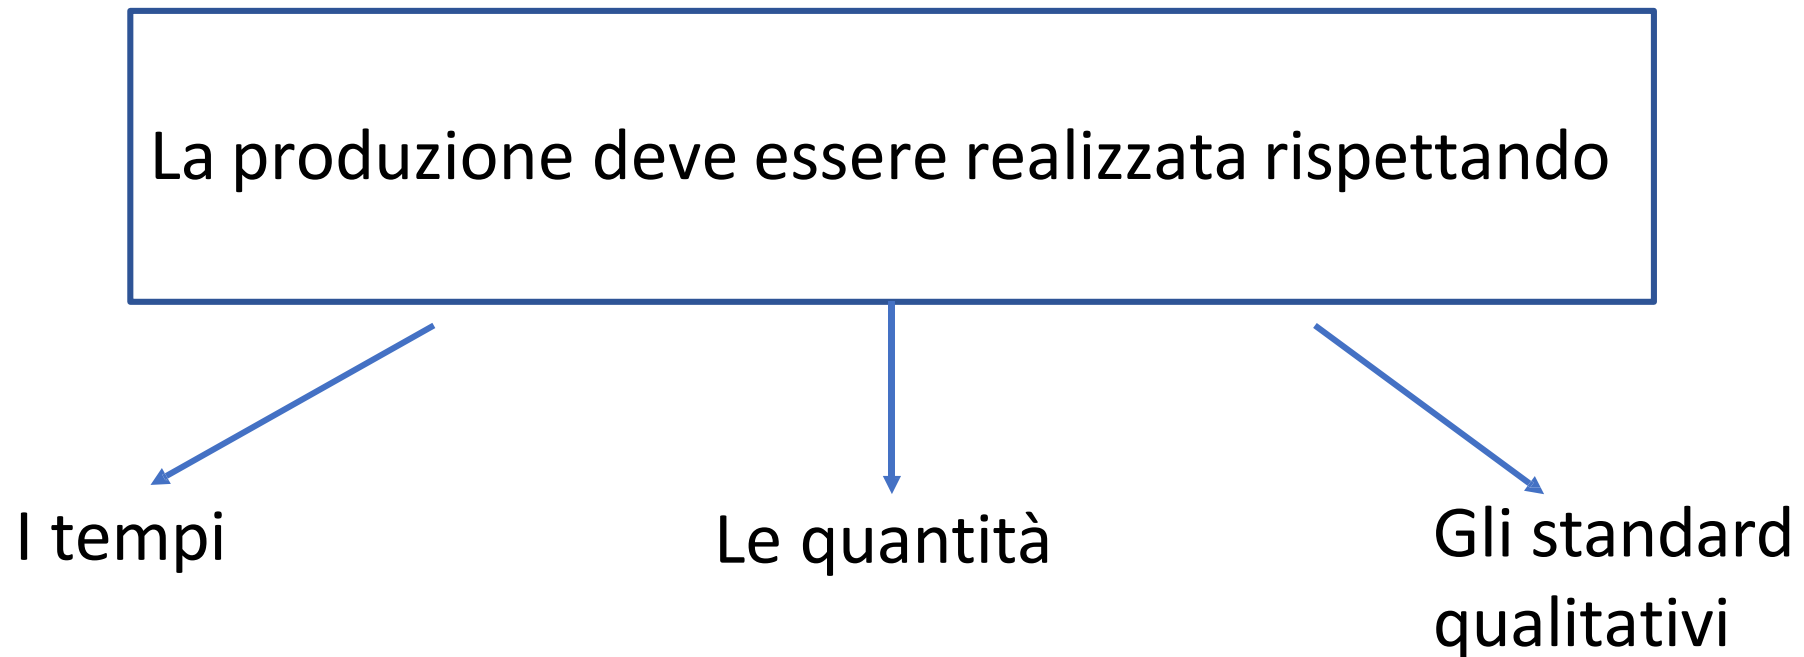 La produzione deve essere realizzata rispettando
I tempi
Le quantità
Gli standard
qualitativi